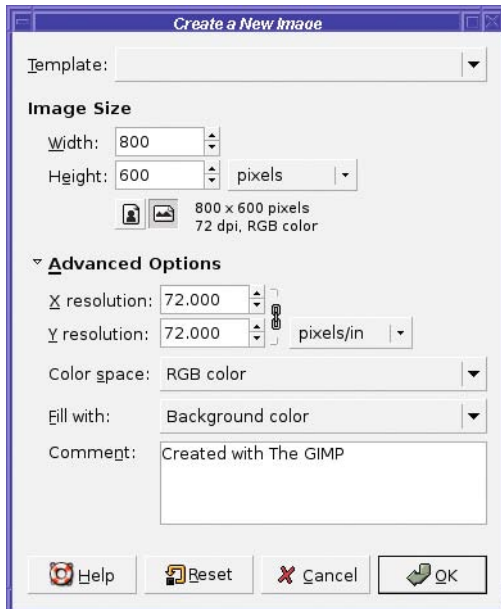 Create a New Image
Template:
Image Size
Width: 800
Height: 600 pixels
800 x 600 pixels
72 dpi, RGB color
Advanced Options
X resolution: 72.000
Y resolution: 72.000 pixels/in
Color space: RGB color
Fill with: Background color
Comment: Created with The GIMP
Help Reset Cancel OK